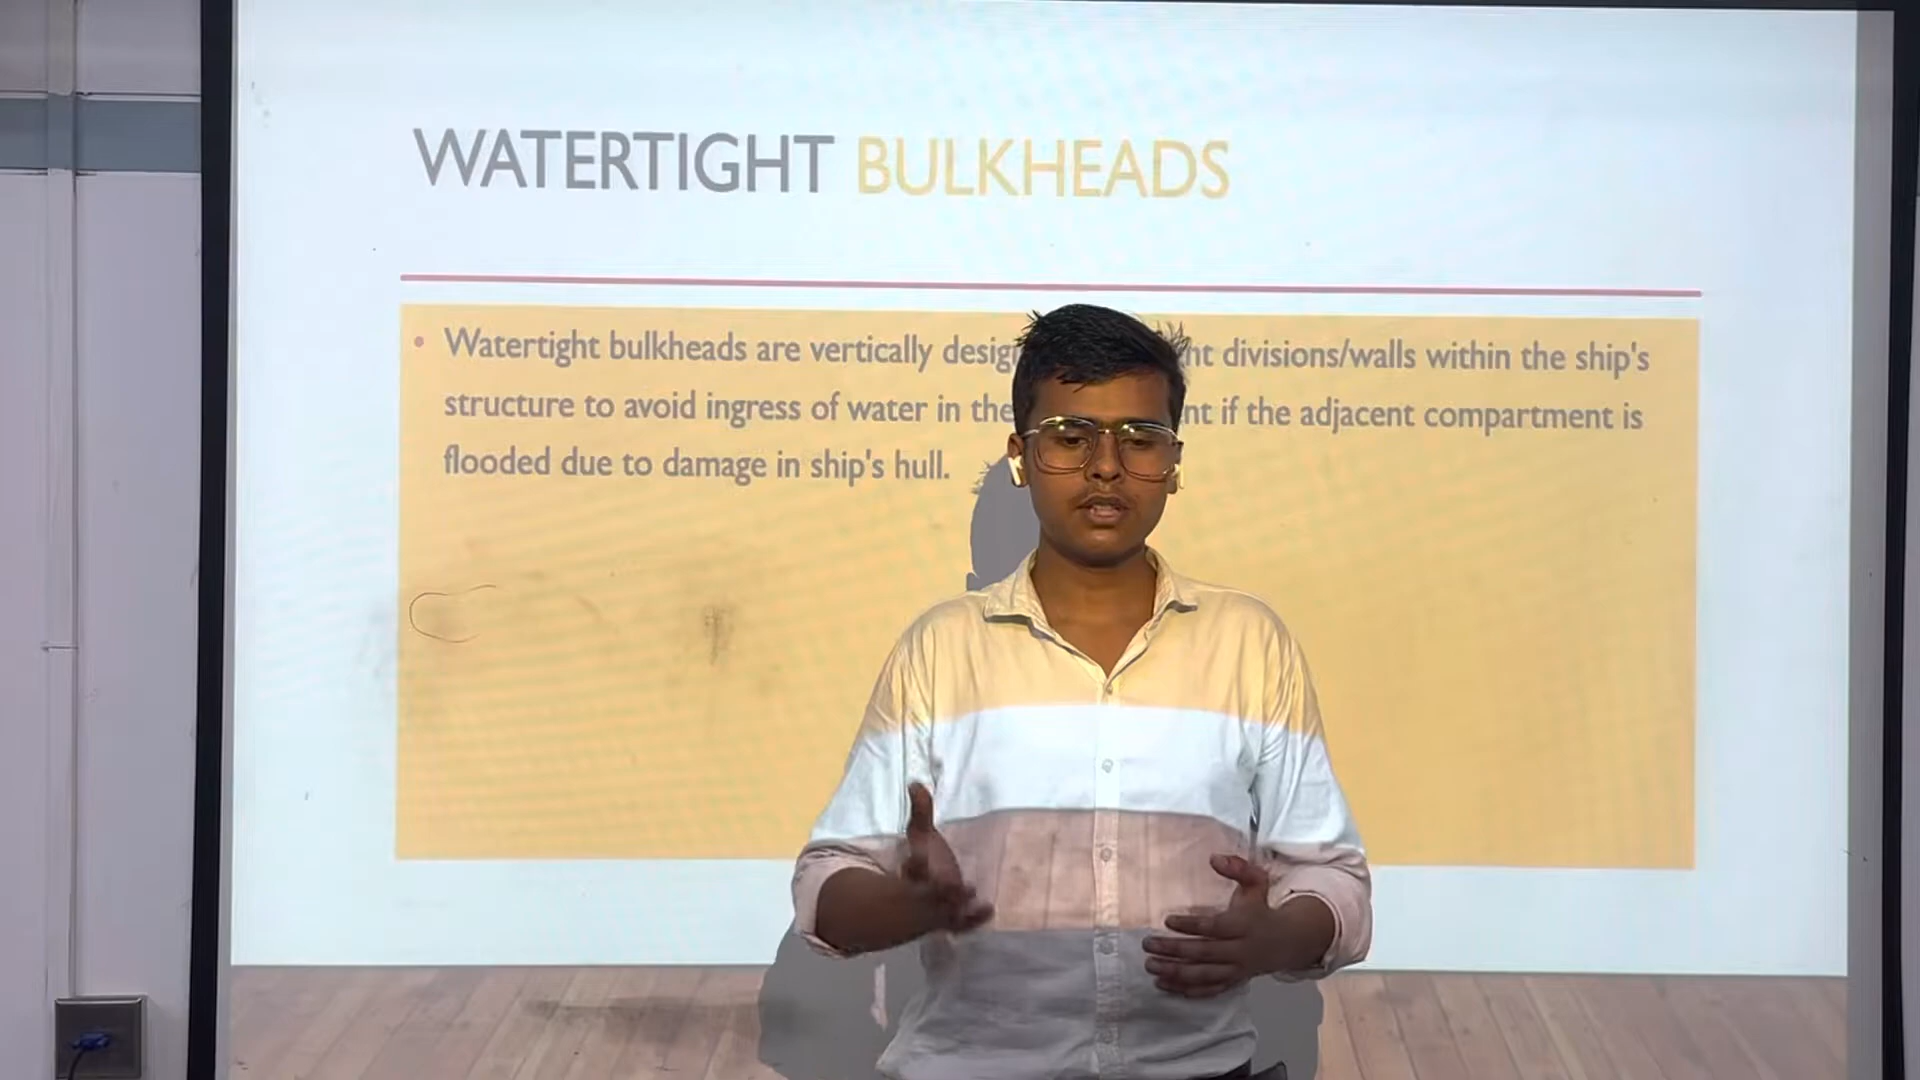 WATERTIGHT BULKHEADS
• Watertight bulkheads are vertically divisions/walls within the ship's
structure to avoid ingress of water in the if the adjacent compartment is
flooded due to damage in ship's hull.